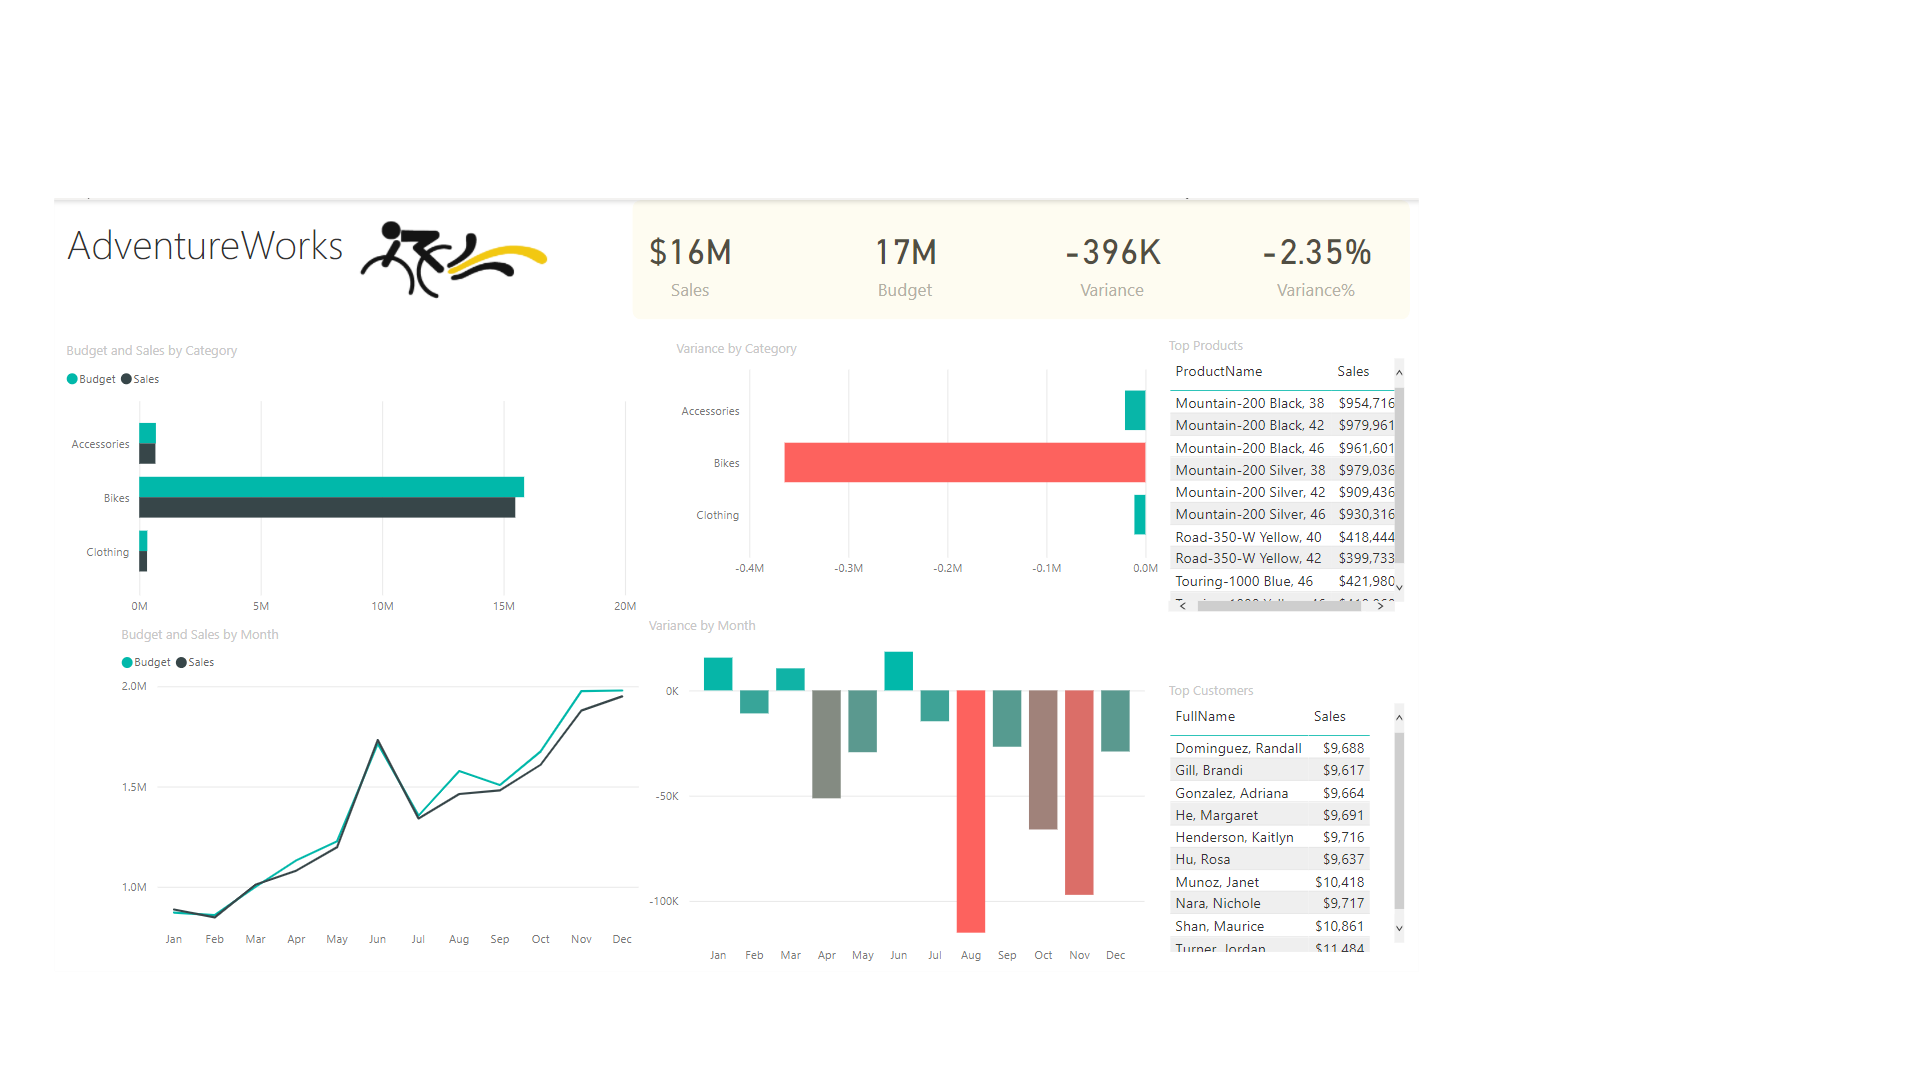 AdventureWorks
$16M 17M -396K -2.35%
Sales Budget Variance Variance%
Budget and Sales by Category
Budget Sales
Accessories
Bikes
Clothing
0M 5M 10M 15M 20M
Variance by Category
Accessories
Bikes
Clothing
-0.4M -0.3M -0.2M -0.1M 0.0M
Top Products
ProductName Sales
Mountain-200 Black, 38 $954,716
Mountain-200 Black, 42 $979,961
Mountain-200 Black, 46 $961,601
Mountain-200 Silver, 38 $979,036
Mountain-200 Silver, 42 $909,436
Mountain-200 Silver, 46 $930,316
Road-350-W Yellow, 40 $418,444
Road-350-W Yellow, 42 $399,733
Touring-1000 Blue, 46 $421,980
Budget and Sales by Month
Budget Sales
2.0M
1.5M
1.0M
Jan Feb Mar Apr May Jun Jul Aug Sep Oct Nov Dec
Variance by Month
0K
-50K
-100K
Jan Feb Mar Apr May Jun Jul Aug Sep Oct Nov Dec
Top Customers
FullName Sales
Dominguez, Randall $9,688
Gill, Brandi $9,617
Gonzalez, Adriana $9,664
He, Margaret $9,691
Henderson, Kaitlyn $9,716
Hu, Rosa $9,637
Munoz, Janet $10,418
Nara, Nichole $9,717
Shan, Maurice $10,861
Turner, Jordan $11,484